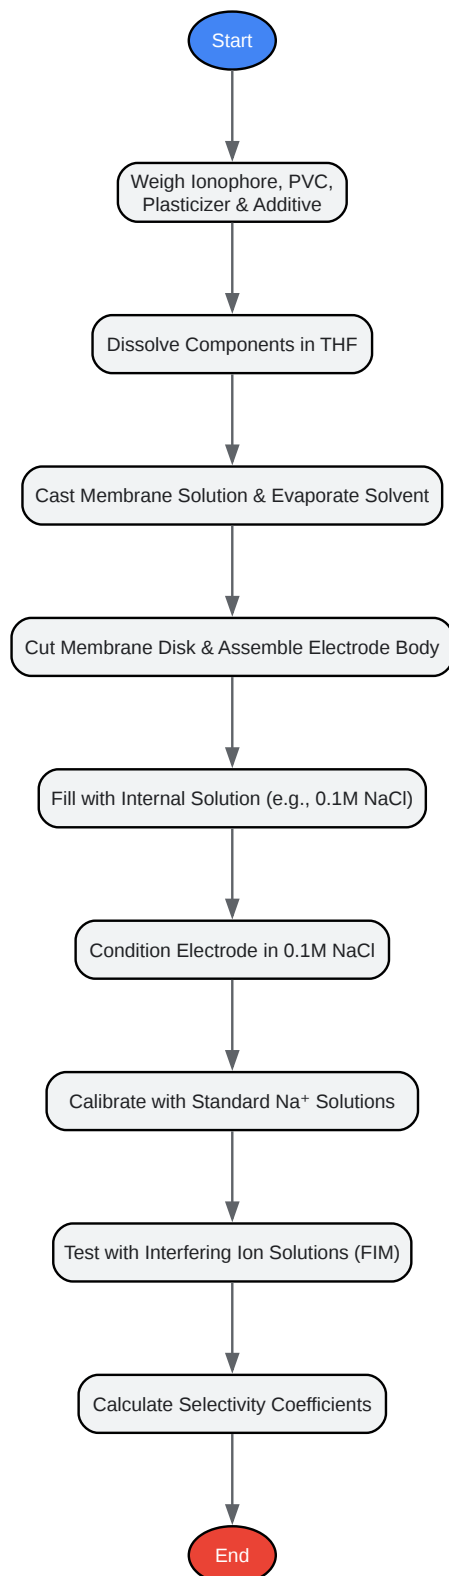 Start
Weigh Ionophore, PVC,
Plasticizer & Additive
Dissolve Components in THF
Cast Membrane Solution & Evaporate Solvent
Cut Membrane Disk & Assemble Electrode Body
Fill with Internal Solution (e.g., 0.1M NaCl)
Condition Electrode in 0.1M NaCl
Calibrate with Standard Na⁺ Solutions
Test with Interfering Ion Solutions (FIM)
Calculate Selectivity Coefficients
End